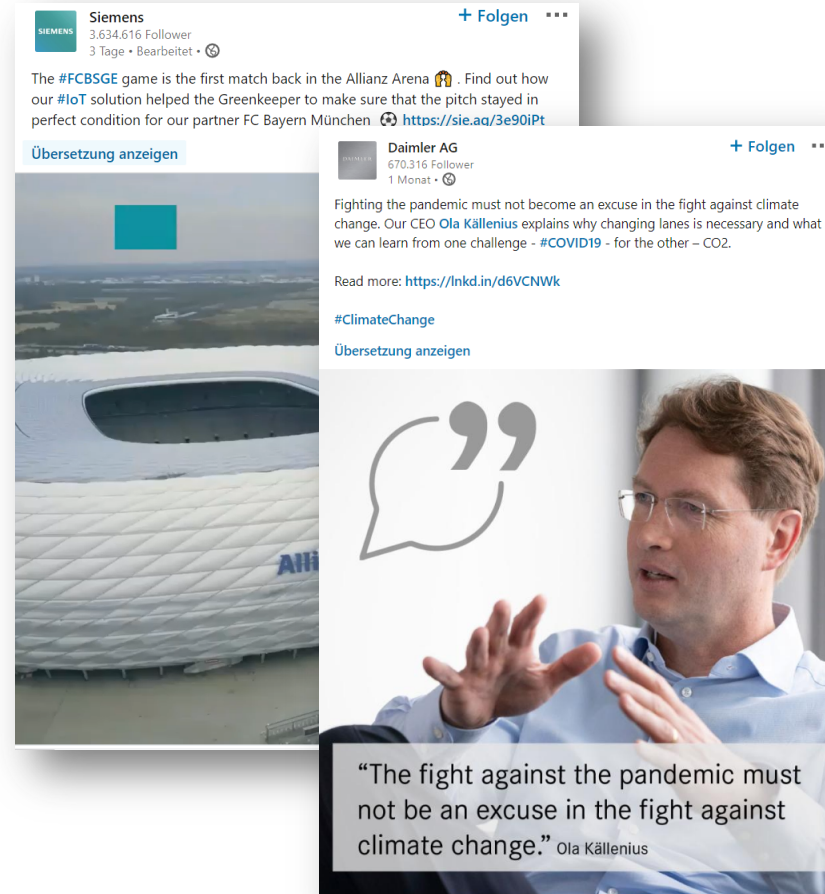 SIEMENS
Siemens
+ Folgen
3.634.616 Follower
3 Tage • Bearbeitet •
The #FCBSGE game is the first match back in the Allianz Arena 🙌 . Find out how
our #IoT solution helped the Greenkeeper to make sure that the pitch stayed in
perfect condition for our partner FC Bayern München ⚽ https://sie.ag/3e90iPt
Übersetzung anzeigen
Alli
DAIMLER
Daimler AG
+ Folgen
670.316 Follower
1 Monat •
Fighting the pandemic must not become an excuse in the fight against climate
change. Our CEO Ola Källenius explains why changing lanes is necessary and what
we can learn from one challenge - #COVID19 - for the other – CO2.
Read more: https://lnkd.in/d6VCNWk
#ClimateChange
Übersetzung anzeigen
“The fight against the pandemic must
not be an excuse in the fight against
climate change.” Ola Källenius